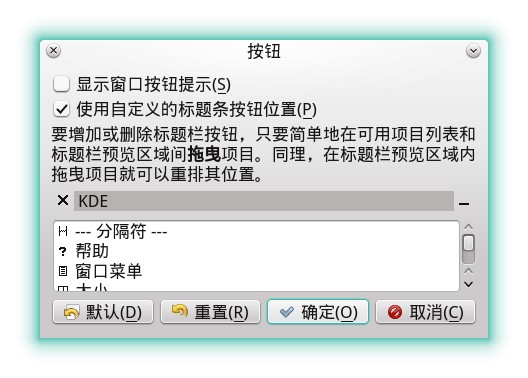 按钮
显示窗口按钮提示(S)
使用自定义的标题条按钮位置(P)
要增加或删除标题栏按钮，只要简单地在可用项目列表和
标题栏预览区域间拖曳项目。同理，在标题栏预览区域内
拖曳项目就可以重排其位置。
KDE
--- 分隔符 ---
? 帮助
窗口菜单
大小
默认(D) 重置(R) 确定(O) 取消(C)